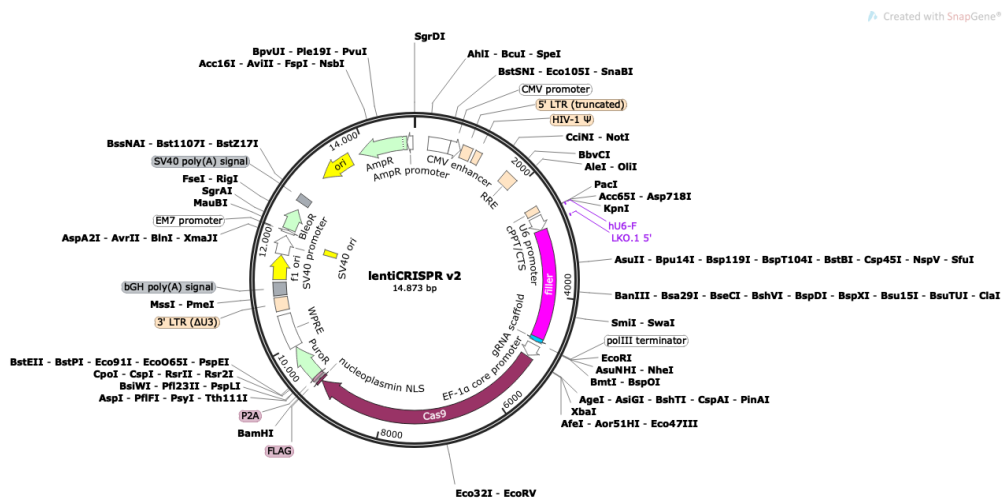 Created with SnapGene®
SgrDI
BpvUI - Ple19I - PvuI
Acc16I - AviII - FspI - NsbI
AhlI - BcuI - SpeI
BstSNI - Eco105I - SnaBI
CMV promoter
5' LTR (truncated)
HIV-1 Ψ
CciNI - NotI
BbvCI
AleI - OliI
PacI
Acc65I - Asp718I
KpnI
hU6-F
LKO.1 5'
AsuII - Bpu14I - Bsp119I - BspT104I - BstBI - Csp45I - NspV - SfuI
BanIII - Bsa29I - BseCI - BshVI - BspDI - BspXI - Bsu15I - BsuTUI - ClaI
SmiI - SwaI
polIII terminator
EcoRI
AsuNHI - NheI
BmtI - BspOI
AgeI - AsiGI - BshTI - CspAI - PinAI
XbaI
AfeI - Aor51HI - Eco47III
Eco32I - EcoRV
FLAG
BamHI
P2A
AspI - PflFI - PsyI - Tth111I
BsiWI - Pfl23II - PspLI
CpoI - CspI - RsrII - Rsr2I
BstEII - BstPI - Eco91I - EcoO65I - PspEI
3' LTR (ΔU3)
MssI - PmeI
bGH poly(A) signal
AspA2I - AvrII - BlnI - XmaJI
EM7 promoter
MauBI
SgrAI
FseI - RigI
SV40 poly(A) signal
BssNAI - Bst1107I - BstZ17I
14.000
2000
4000
6000
8000
10.000
12.000
ori
AmpR
AmpR promoter
CMV enhancer
RRE
cPPT/CTS
U6 promoter
filler
gRNA scaffold
EF-1α core promoter
Cas9
nucleoplasmin NLS
PuroR
WPRE
f1 ori
SV40 promoter
SV40 ori
BleoR
lentiCRISPR v2
14.873 bp